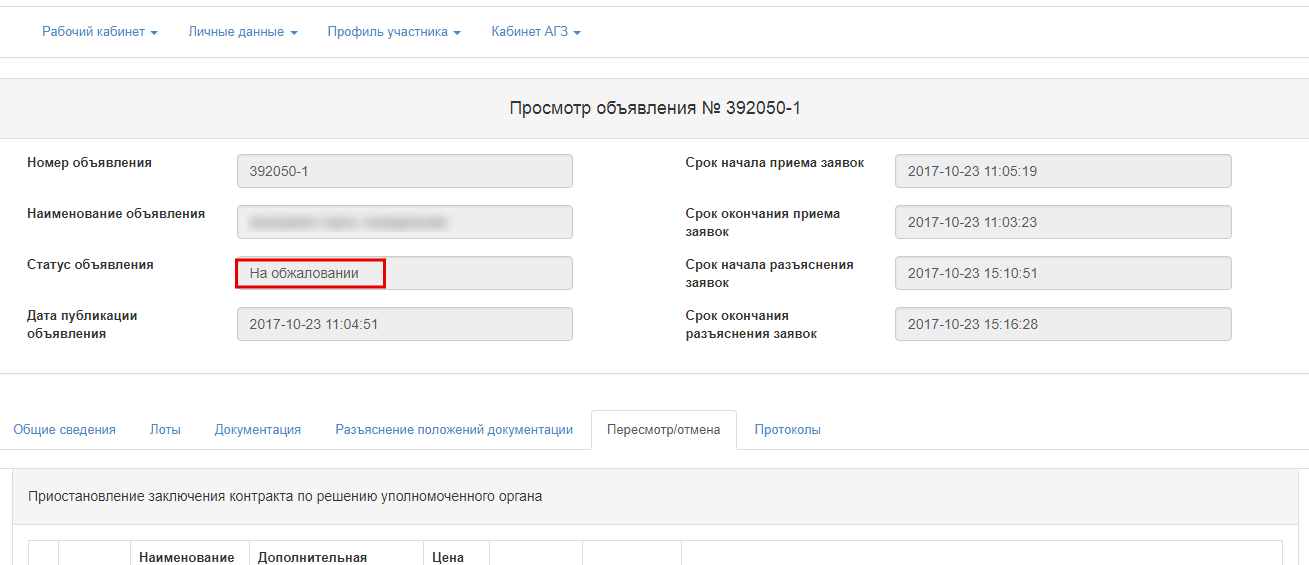 Рабочий кабинет Личные данные Профиль участника Кабинет АГЗ
Просмотр объявления № 392050-1
Номер объявления 392050-1
Срок начала приема заявок 2017-10-23 11:05:19
Наименование объявления
Срок окончания приема
заявок
2017-10-23 11:03:23
Статус объявления На обжаловании
Срок начала разъяснения
заявок
2017-10-23 15:10:51
Дата публикации
объявления
2017-10-23 11:04:51
Срок окончания
разъяснения заявок
2017-10-23 15:16:28
Общие сведения Лоты Документация Разъяснение положений документации Пересмотр/отмена Протоколы
Приостановление заключения контракта по решению уполномоченного органа
Наименование Дополнительная Цена